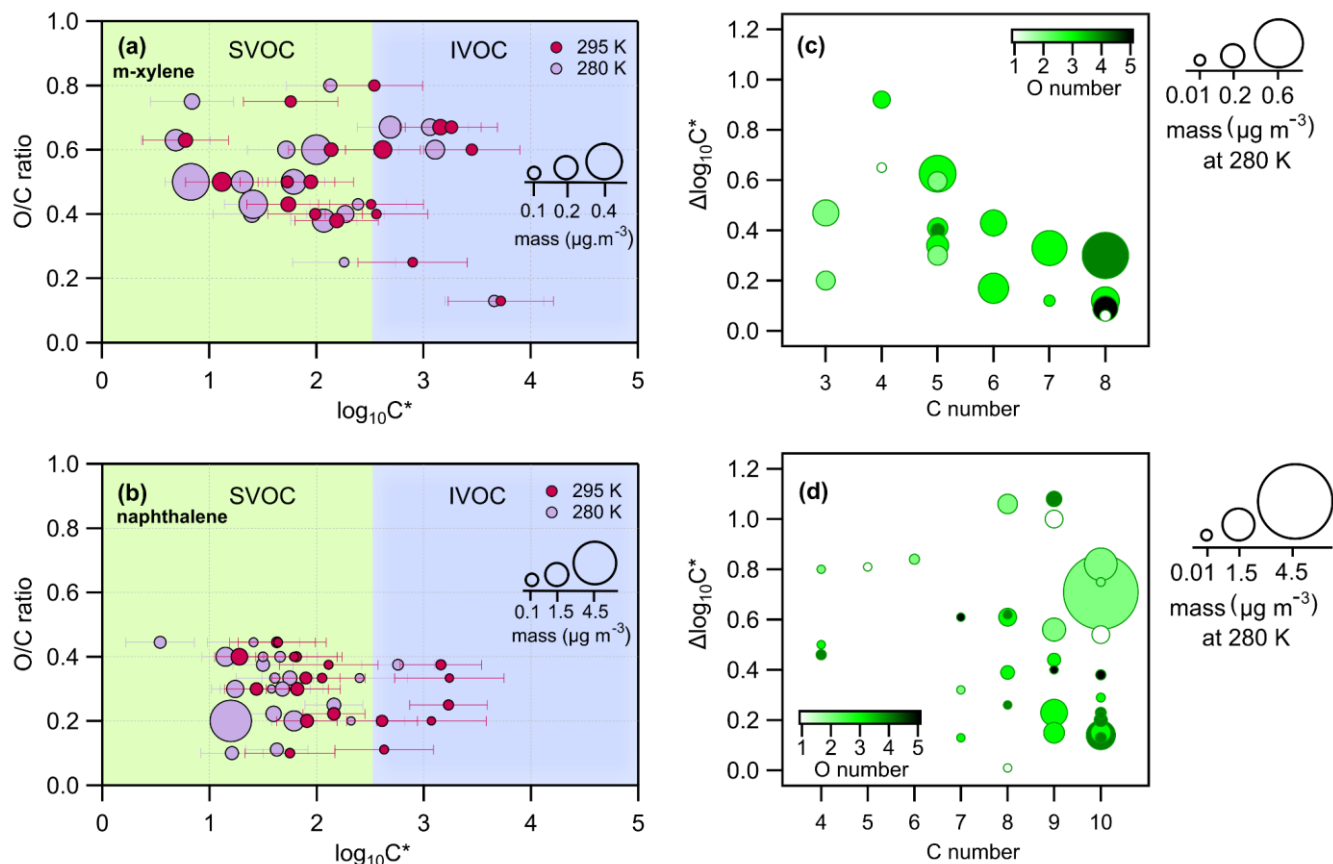 (a)
m-xylene
SVOC
IVOC
295 K
280 K
0.1 0.2 0.4
mass (µg.m⁻³)
O/C ratio
1.0
0.8
0.6
0.4
0.2
0.0
0 1 2 3 4 5
log₁₀C*
(c)
1 2 3 4 5
O number
0.01 0.2 0.6
mass (µg m⁻³)
at 280 K
Δlog₁₀C*
1.2
1.0
0.8
0.6
0.4
0.2
0.0
3 4 5 6 7 8
C number
(b)
naphthalene
SVOC
IVOC
295 K
280 K
0.1 1.5 4.5
mass (µg m⁻³)
O/C ratio
1.0
0.8
0.6
0.4
0.2
0.0
0 1 2 3 4 5
log₁₀C*
(d)
1 2 3 4 5
O number
0.01 1.5 4.5
mass (µg m⁻³)
at 280 K
Δlog₁₀C*
1.2
1.0
0.8
0.6
0.4
0.2
0.0
4 5 6 7 8 9 10
C number